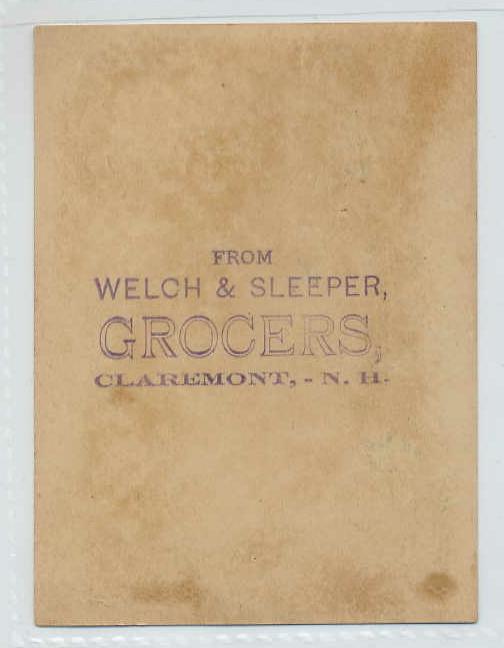 FROM
WELCH & SLEEPER,
GROCERS,
CLAREMONT, - N. H.